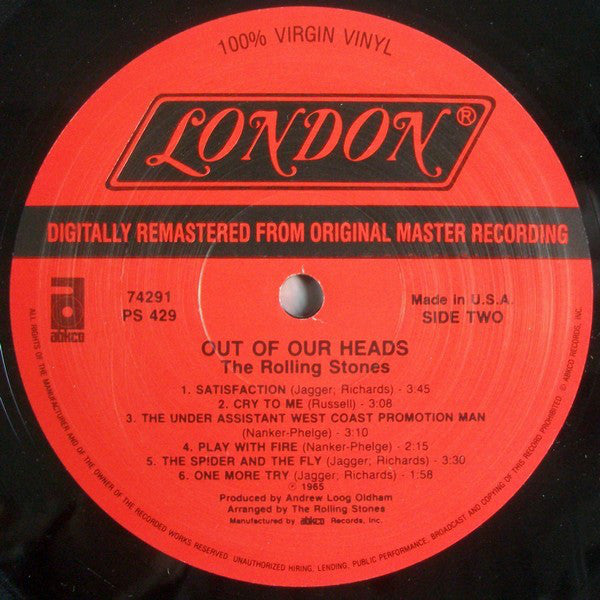 100% VIRGIN VINYL
LONDON®
DIGITALLY REMASTERED FROM ORIGINAL MASTER RECORDING
abkco
74291
PS 429
Made in U.S.A.
SIDE TWO
OUT OF OUR HEADS
The Rolling Stones
1. SATISFACTION (Jagger; Richards) - 3:45
2. CRY TO ME (Russell) - 3:08
3. THE UNDER ASSISTANT WEST COAST PROMOTION MAN
(Nanker-Phelge) - 3:10
4. PLAY WITH FIRE (Nanker-Phelge) - 2:15
5. THE SPIDER AND THE FLY (Jagger; Richards) - 3:30
6. ONE MORE TRY (Jagger; Richards) - 1:58
℗ 1965
Produced by Andrew Loog Oldham
Arranged by The Rolling Stones
Manufactured by abkco Records, Inc.
ALL RIGHTS OF THE MANUFACTURER AND OWNER OF THE RECORDED WORKS RESERVED. UNAUTHORIZED HIRING, LENDING, PUBLIC PERFORMANCE, BROADCAST AND COPYING OF THIS RECORD PROHIBITED © ABKCO RECORDS, INC.